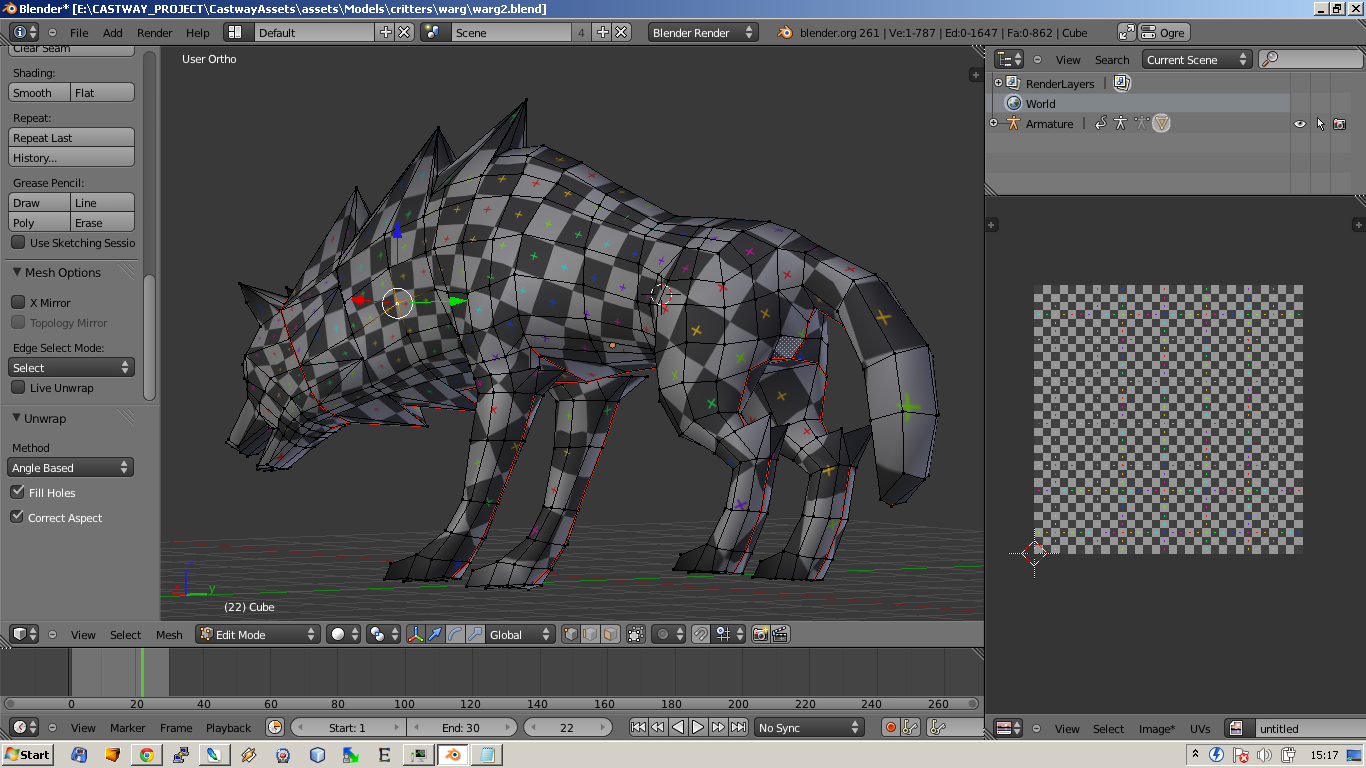 Blender* [E:\CASTWAY_PROJECT\CastwayAssets\assets\Models\critters\warg\warg2.blend]
File Add Render Help Default Scene 4 Blender Render blender.org 261 | Ve:1-787 | Ed:0-1647 | Fa:0-862 | Cube Ogre
Clear Seam
Shading:
Smooth Flat
Repeat:
Repeat Last
History...
Grease Pencil:
Draw Line
Poly Erase
Use Sketching Sessio
Mesh Options
X Mirror
Topology Mirror
Edge Select Mode:
Select
Live Unwrap
Unwrap
Method
Angle Based
Fill Holes
Correct Aspect
User Ortho
x y
(22) Cube
View Search Current Scene
RenderLayers |
World
Armature |
View Select Mesh Edit Mode Global
0 20 40 60 80 100 120 140 160 180 200 220 240 260
View Marker Frame Playback Start: 1 End: 30 22 No Sync
View Select Image* UVs untitled
Start E 15:17